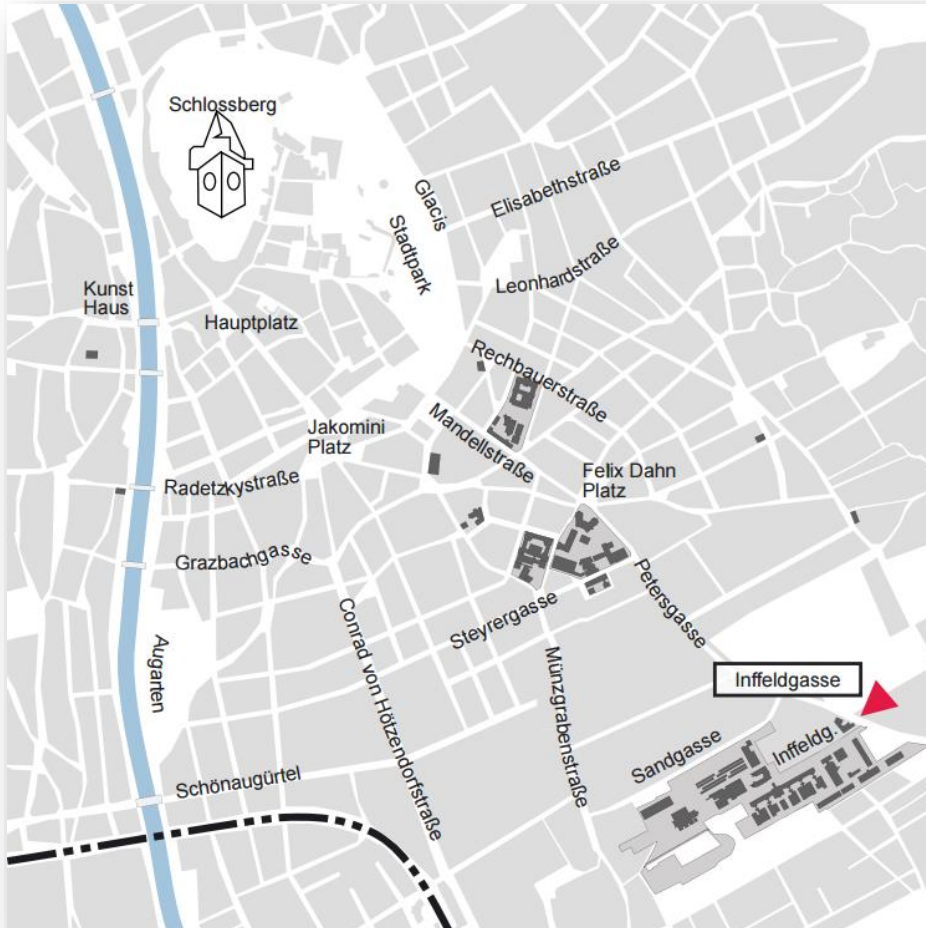 Schlossberg
Glacis
Elisabethstraße
Stadtpark
Leonhardstraße
Kunst
Haus
Hauptplatz
Rechbauerstraße
Mandellstraße
Jakomini
Platz
Felix Dahn
Platz
Radetzkystraße
Grazbachgasse
Petersgasse
Steyrergasse
Conrad von Hötzendorfstraße
Augarten
Münzgrabenstraße
Inffeldgasse
Inffeldg.
Sandgasse
Schönaugürtel